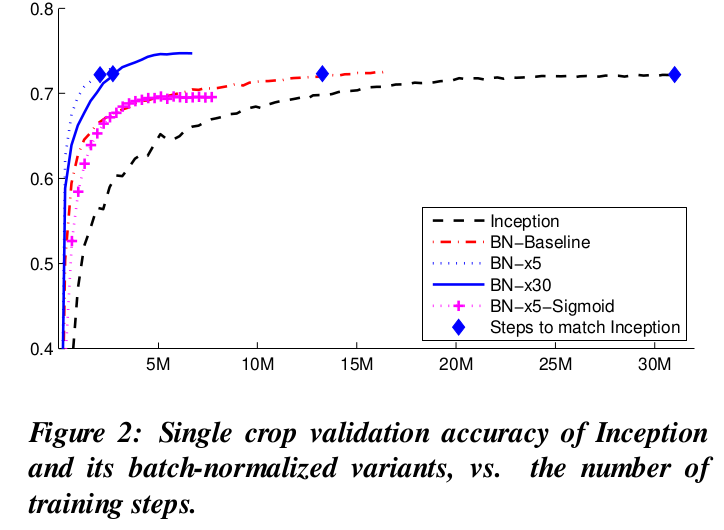 0.8
0.7
0.6
0.5
0.4
5M
10M
15M
20M
25M
30M
Inception
BN−Baseline
BN−x5
BN−x30
BN−x5−Sigmoid
Steps to match Inception
Figure 2: Single crop validation accuracy of Inception
and its batch-normalized variants, vs. the number of
training steps.